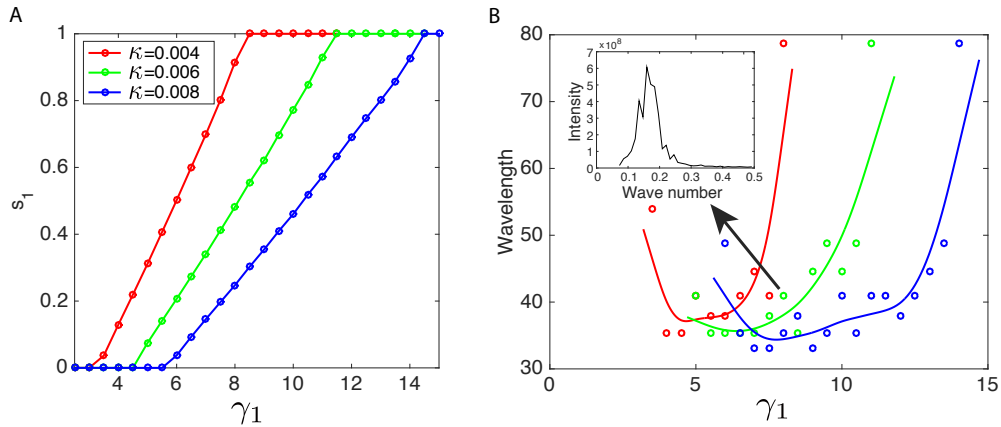 A
1
0.8
0.6
0.4
0.2
0
s₁
κ=0.004
κ=0.006
κ=0.008
4 6 8 10 12 14
γ₁
B
80
70
60
50
40
30
Wavelength
0 5 10 15
γ₁
×10⁸
7
6
5
4
3
2
1
0
Intensity
0 0.1 0.2 0.3 0.4 0.5
Wave number